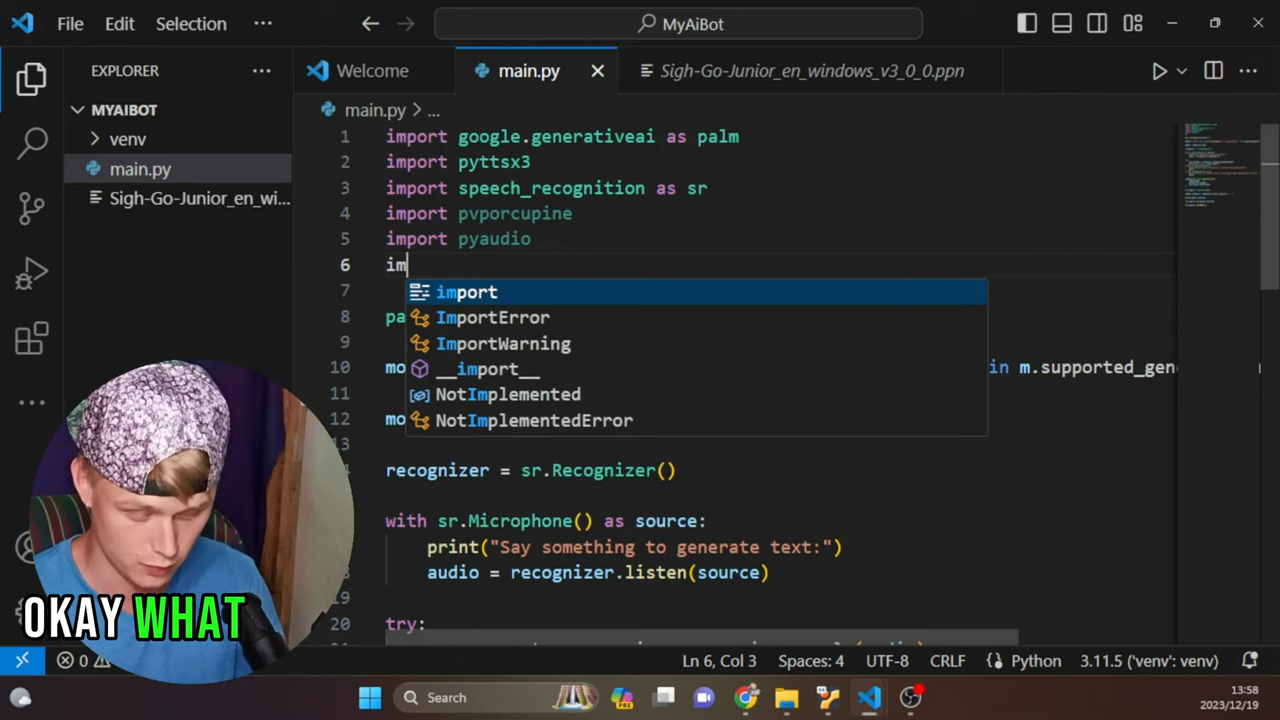 File Edit Selection ··· MyAiBot
EXPLORER ···
MYAIBOT
venv
main.py
Sigh-Go-Junior_en_wi...
Welcome main.py Sigh-Go-Junior_en_windows_v3_0_0.ppn ···
main.py > ...
1 import google.generativeai as palm
2 import pyttsx3
3 import speech_recognition as sr
4 import pvporcupine
5 import pyaudio
6 im
import
ImportError
ImportWarning
__import__
NotImplemented
NotImplementedError
7
8 pa
9
10 mo in m.supported_gen
11
12 mo
13
recognizer = sr.Recognizer()
with sr.Microphone() as source:
print("Say something to generate text:")
audio = recognizer.listen(source)
19
20 try:
OKAY WHAT
0 Ln 6, Col 3 Spaces: 4 UTF-8 CRLF Python 3.11.5 ('venv': venv)
Search PRE 13:58
2023/12/19